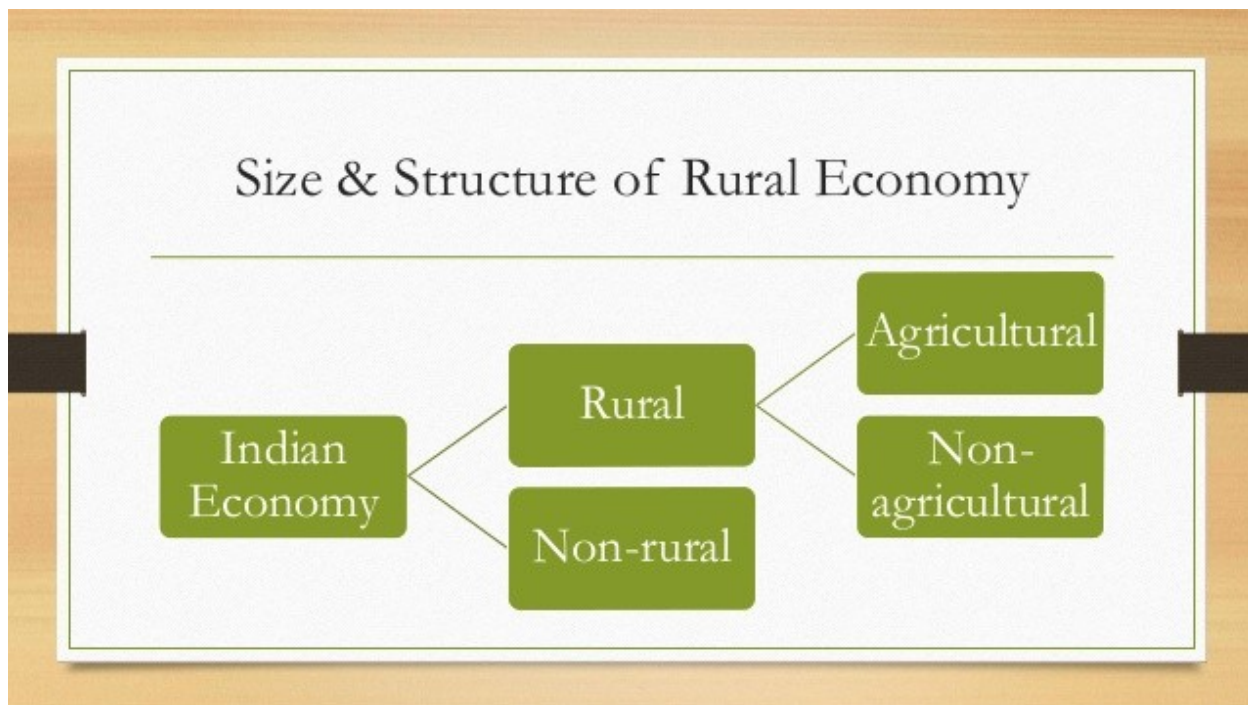 Size & Structure of Rural Economy
Indian
Economy
Rural
Non-rural
Agricultural
Non-
agricultural